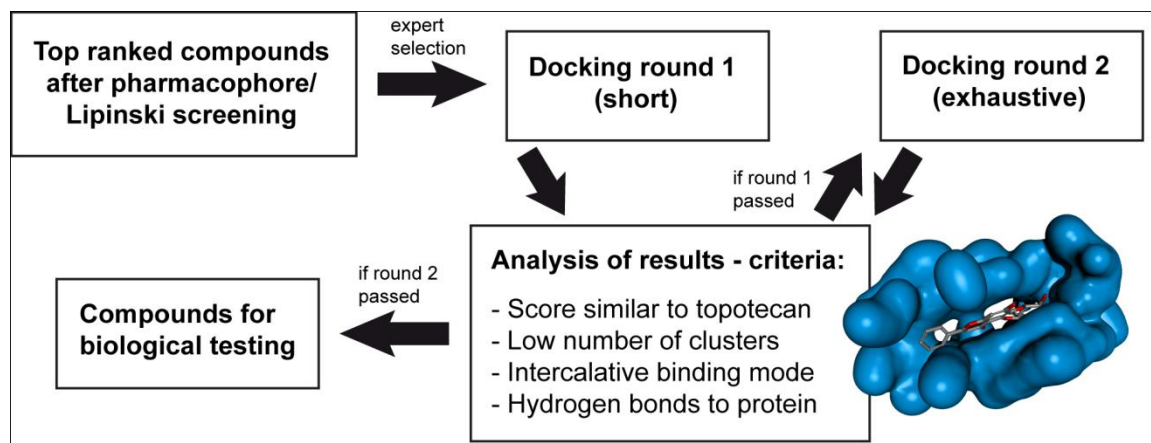 Top ranked compounds
after pharmacophore/
Lipinski screening
expert
selection
Docking round 1
(short)
Docking round 2
(exhaustive)
if round 1
passed
Analysis of results - criteria:
- Score similar to topotecan
- Low number of clusters
- Intercalative binding mode
- Hydrogen bonds to protein
if round 2
passed
Compounds for
biological testing